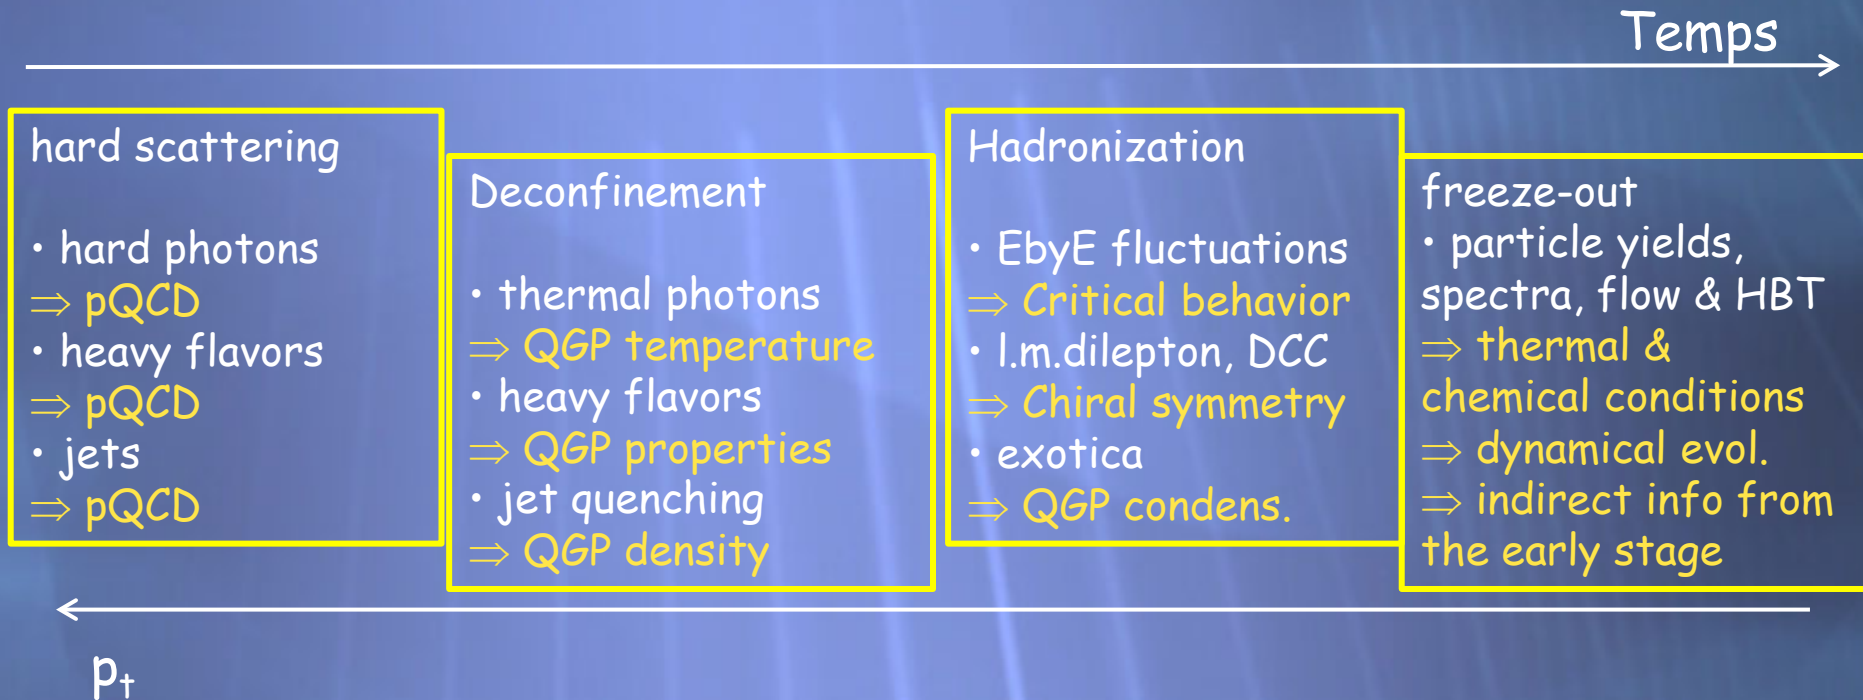 Temps
hard scattering
• hard photons
⇒ pQCD
• heavy flavors
⇒ pQCD
• jets
⇒ pQCD
Deconfinement
• thermal photons
⇒ QGP temperature
• heavy flavors
⇒ QGP properties
• jet quenching
⇒ QGP density
Hadronization
• EbyE fluctuations
⇒ Critical behavior
• l.m.dilepton, DCC
⇒ Chiral symmetry
• exotica
⇒ QGP condens.
freeze-out
• particle yields,
spectra, flow & HBT
⇒ thermal &
chemical conditions
⇒ dynamical evol.
⇒ indirect info from
the early stage
pt